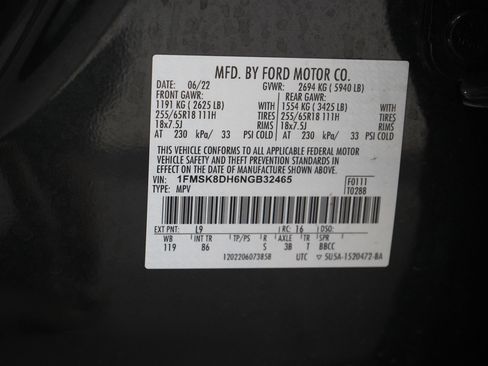 MFD. BY FORD MOTOR CO.
DATE: 06/22 GVWR: 2694 KG ( 5940 LB)
FRONT GAWR: REAR GAWR:
1191 KG ( 2625 LB) WITH 1554 KG ( 3425 LB) WITH
255/65R18 111H TIRES 255/65R18 111H TIRES
18x7.5J RIMS 18x7.5J RIMS
AT 230 kPa/ 33 PSI COLD AT 230 kPa/ 33 PSI COLD
THIS VEHICLE CONFORMS TO ALL APPLICABLE FEDERAL MOTOR
VEHICLE SAFETY AND THEFT PREVENTION STANDARDS IN
EFFECT ON THE DATE OF MANUFACTURE SHOWN ABOVE.
VIN: 1FMSK8DH6NGB32465 F0111
TYPE: MPV T0288
EXT PNT: L9 RC: 16 DSO:
WB INT TR TP/PS R AXLE TR SPR
119 86 S 3B T BBCC
12022060738SB UTC ▽ 5U5A-1520472-BA